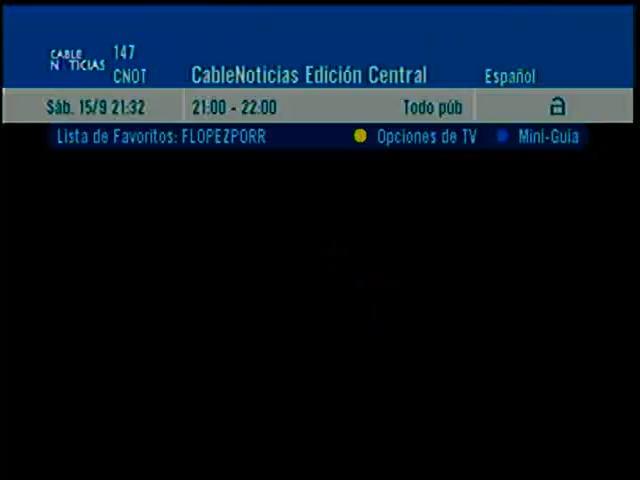 CABLE
NOTICIAS
147
CNOT
CableNoticias Edición Central
Español
Sáb. 15/9 21:32
21:00 - 22:00
Todo púb
Lista de Favoritos: FLOPEZPORR
Opciones de TV
Mini-Guía